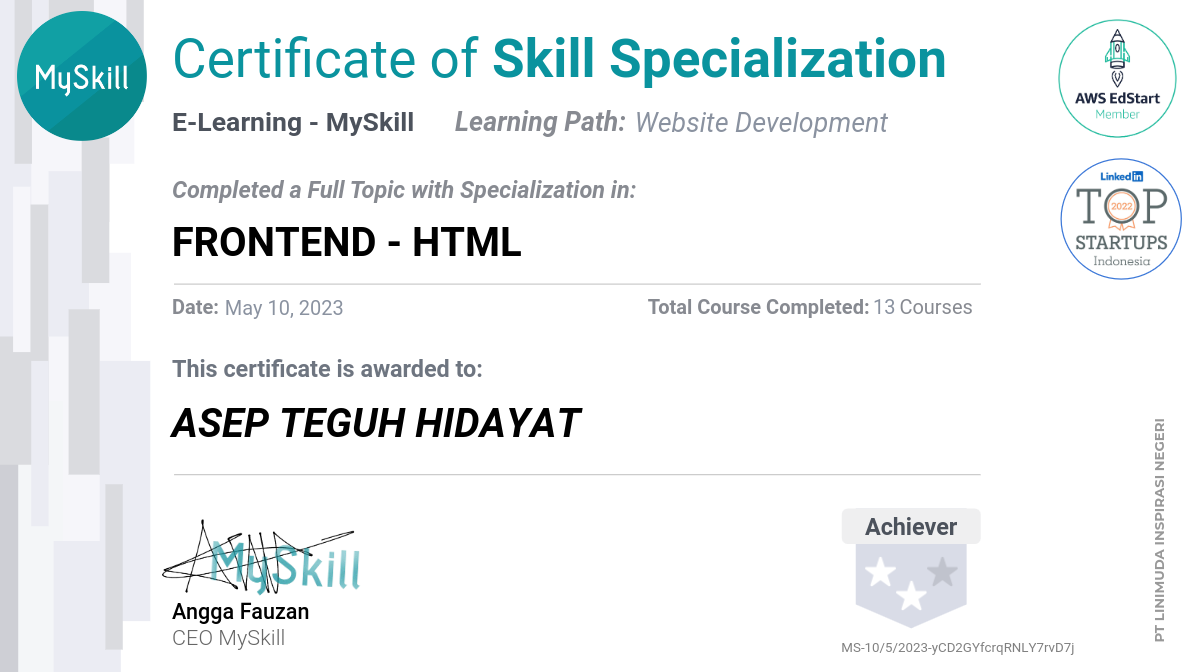 MySkill
Certificate of Skill Specialization
E-Learning - MySkill Learning Path: Website Development
Completed a Full Topic with Specialization in:
FRONTEND - HTML
Date: May 10, 2023 Total Course Completed: 13 Courses
This certificate is awarded to:
ASEP TEGUH HIDAYAT
MySkill
Angga Fauzan
CEO MySkill
Achiever
MS-10/5/2023-yCD2GYfcrqRNLY7rvD7j
AWS EdStart
Member
LinkedIn
TOP
2022
STARTUPS
Indonesia
PT LINIMUDA INSPIRASI NEGERI